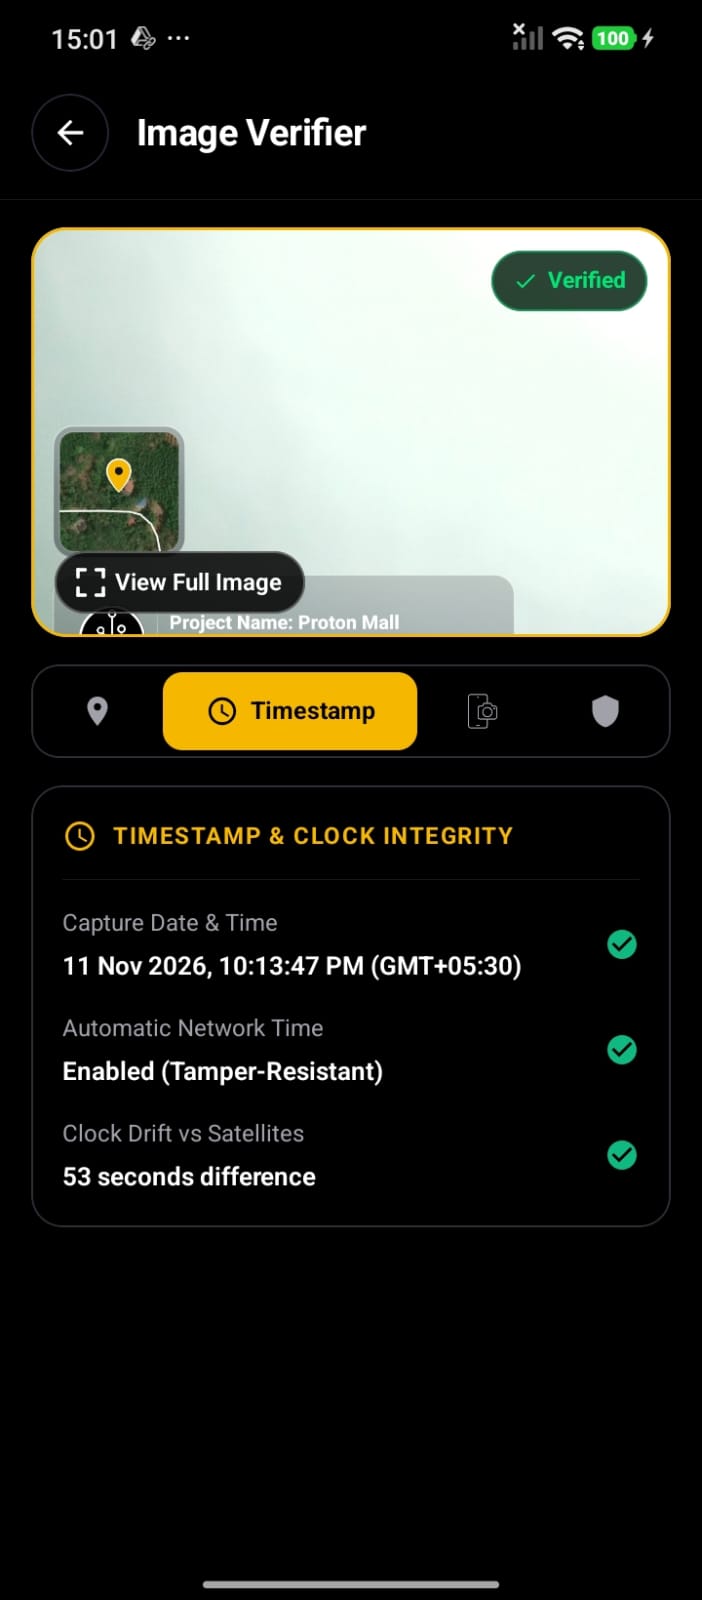 15:01
100
Image Verifier
Verified
View Full Image
Project Name: Proton Mall
Timestamp
TIMESTAMP & CLOCK INTEGRITY
Capture Date & Time
11 Nov 2026, 10:13:47 PM (GMT+05:30)
Automatic Network Time
Enabled (Tamper-Resistant)
Clock Drift vs Satellites
53 seconds difference